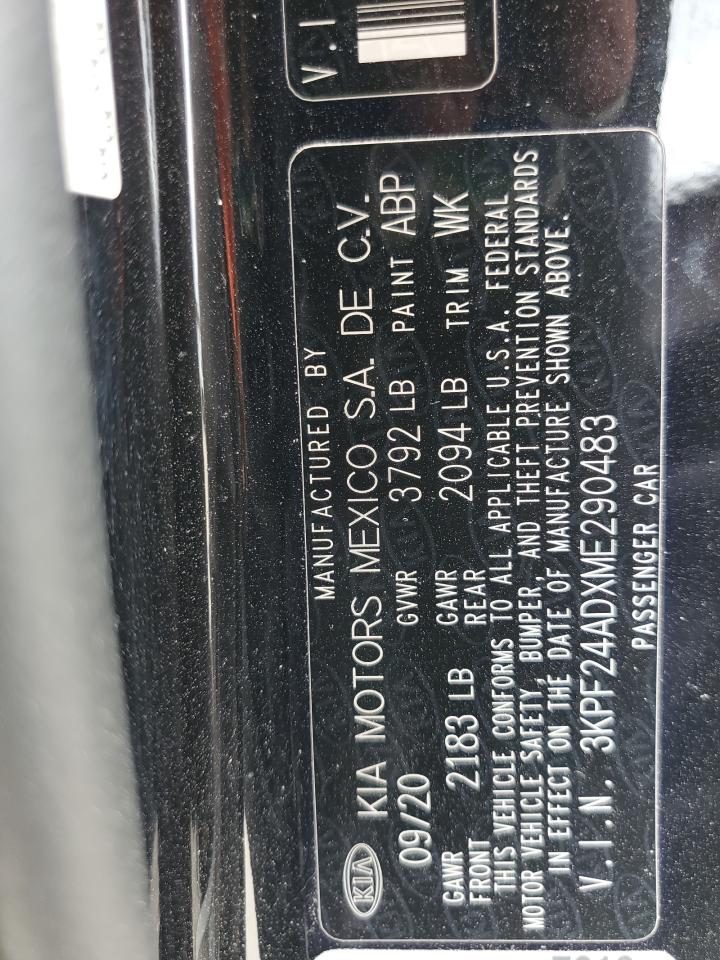 V.I
MANUFACTURED BY
KIA KIA MOTORS MEXICO S.A. DE C.V.
09/20 GVWR 3792 LB PAINT ABP
GAWR FRONT 2183 LB GAWR REAR 2094 LB TRIM WK
THIS VEHICLE CONFORMS TO ALL APPLICABLE U.S.A. FEDERAL
MOTOR VEHICLE SAFETY, BUMPER, AND THEFT PREVENTION STANDARDS
IN EFFECT ON THE DATE OF MANUFACTURE SHOWN ABOVE.
V.I.N. 3KPF24ADXME290483
PASSENGER CAR